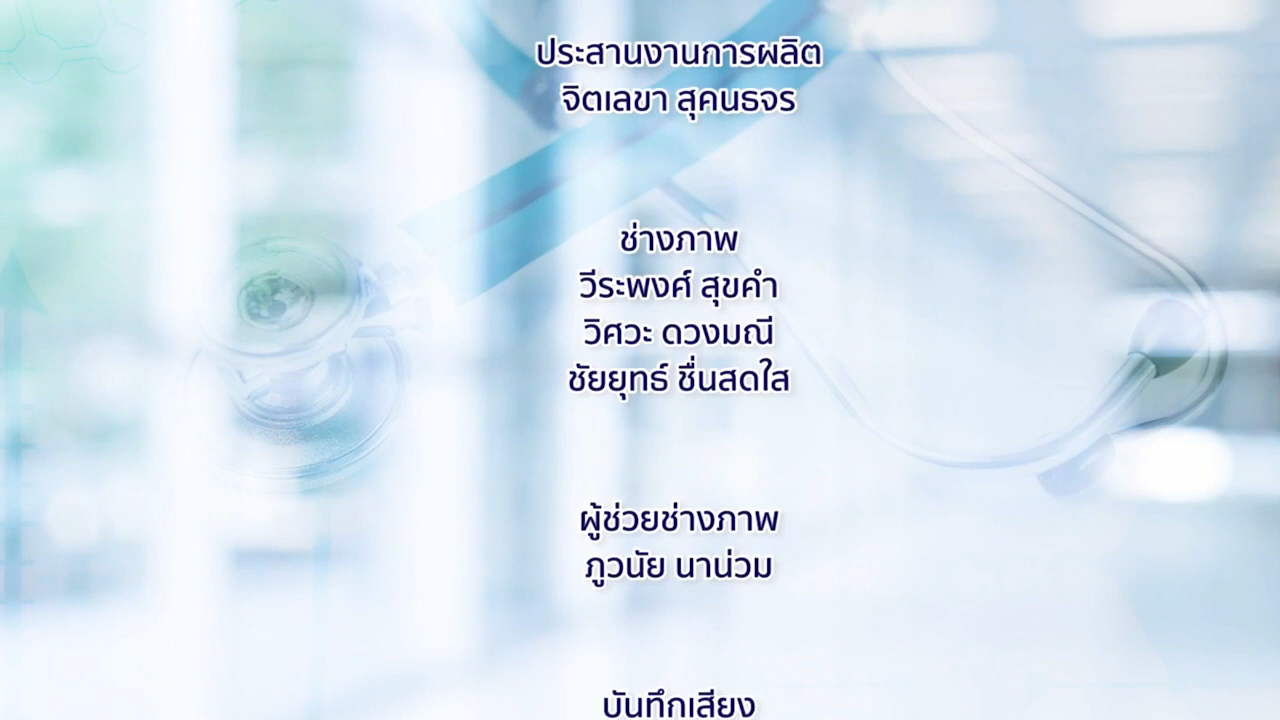 ประสานงานการผลิต
จิตเลขา สุคนธจร
ช่างภาพ
วีระพงศ์ สุขคำ
วิศวะ ดวงมณี
ชัยยุทธ์ ชื่นสดใส
ผู้ช่วยช่างภาพ
ภูวนัย นาน่วม
บันทึกเสียง